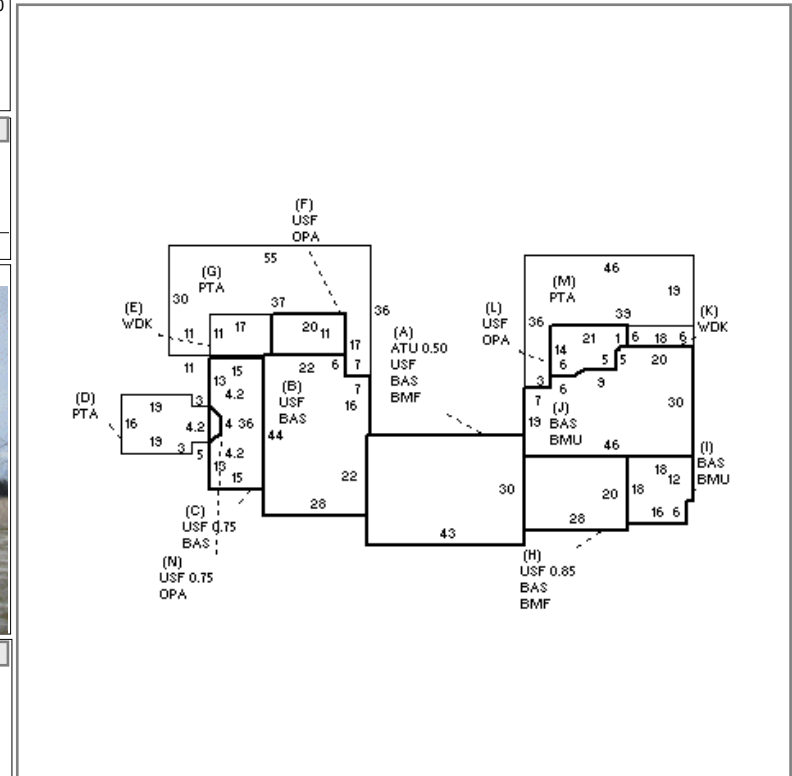 (F)
USF
OPA
55
(G)
PTA
30
37
36
(E)
WDK
11
11
17
20
11
17
11
15
22
6
7
13
4.2
(B)
USF
BAS
7
16
(D)
PTA
19
3
16
4.2
4
36
44
19
3
5
4.2
13
15
22
28
(C)
USF 0.75
BAS
(N)
USF 0.75
OPA
(A)
ATU 0.50
USF
BAS
BMF
30
43
46
(M)
PTA
19
(L)
USF
OPA
36
39
(K)
WDK
21
1
6
18
6
14
6
5
5
20
3
6
9
7
30
19
(J)
BAS
BMU
46
(I)
BAS
BMU
18
12
20
18
28
16
6
(H)
USF 0.85
BAS
BMF